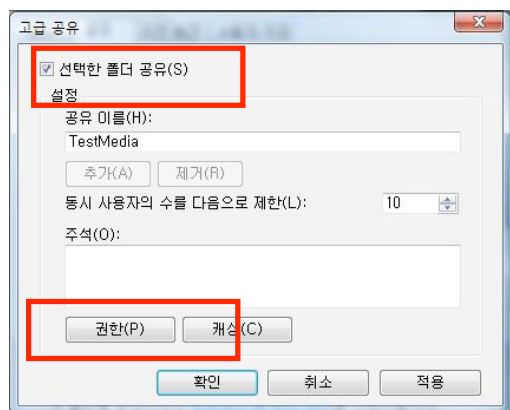 고급 공유
선택한 폴더 공유(S)
설정
공유 이름(H):
TestMedia
추가(A) 제거(R)
동시 사용자의 수를 다음으로 제한(L): 10
주석(O):
권한(P) 캐싱(C)
확인 취소 적용